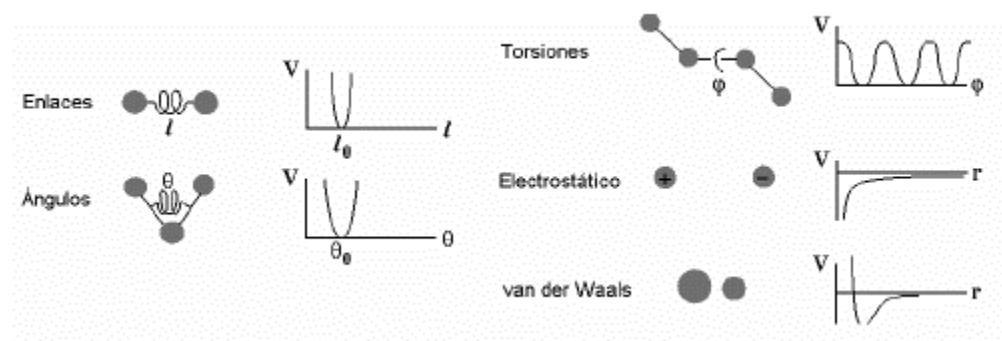 Enlaces
l
V
l
l₀
Ángulos
θ
V
θ
θ₀
Torsiones
φ
V
φ
Electrostático
+
−
V
r
van der Waals
V
r